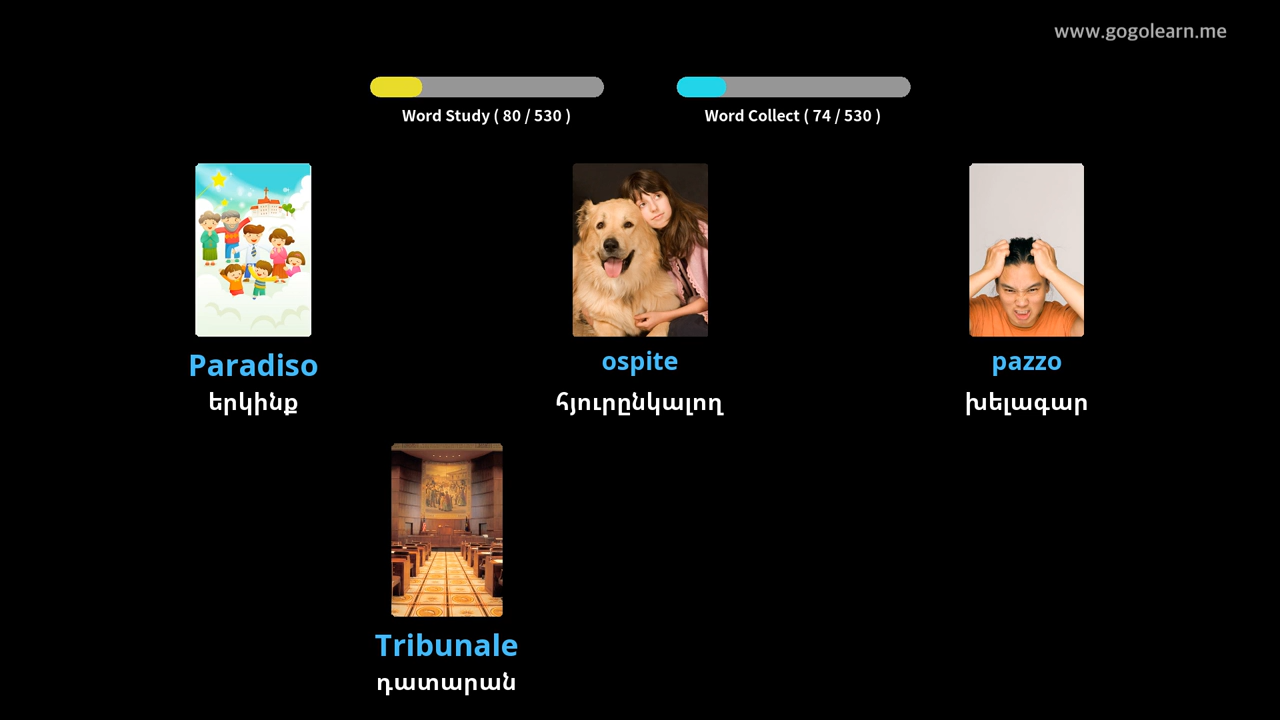 www.gogolearn.me
Word Study ( 80 / 530 )
Word Collect ( 74 / 530 )
Paradiso
երկինք
ospite
հյուրընկալող
pazzo
խելագար
Tribunale
դատարան